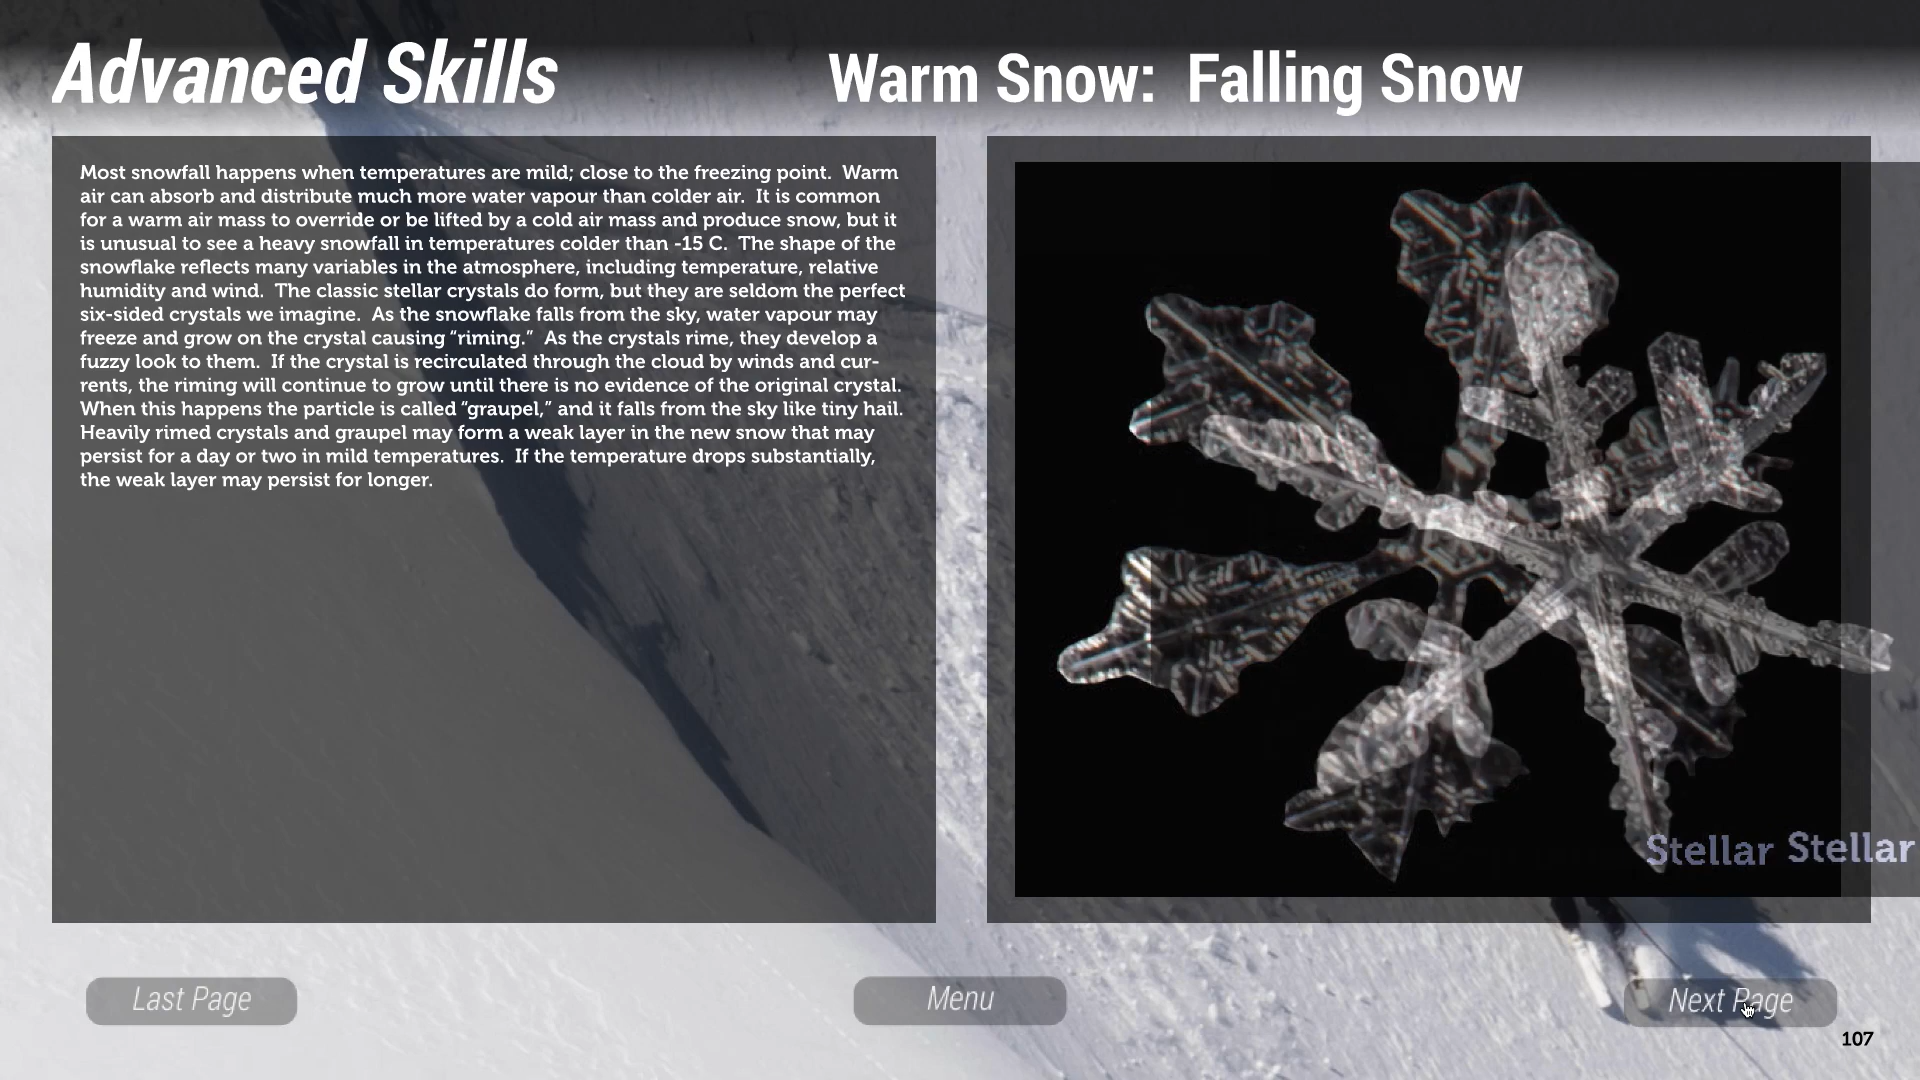 Advanced Skills
Warm Snow:  Falling Snow
Most snowfall happens when temperatures are mild; close to the freezing point.  Warm
air can absorb and distribute much more water vapour than colder air.  It is common
for a warm air mass to override or be lifted by a cold air mass and produce snow, but it
is unusual to see a heavy snowfall in temperatures colder than -15 C.  The shape of the
snowflake reflects many variables in the atmosphere, including temperature, relative
humidity and wind.  The classic stellar crystals do form, but they are seldom the perfect
six-sided crystals we imagine.  As the snowflake falls from the sky, water vapour may
freeze and grow on the crystal causing “riming.”  As the crystals rime, they develop a
fuzzy look to them.  If the crystal is recirculated through the cloud by winds and cur-
rents, the riming will continue to grow until there is no evidence of the original crystal.
When this happens the particle is called “graupel,” and it falls from the sky like tiny hail.
Heavily rimed crystals and graupel may form a weak layer in the new snow that may
persist for a day or two in mild temperatures.  If the temperature drops substantially,
the weak layer may persist for longer.
Stellar Stellar
Last Page
Menu
Next Page
107